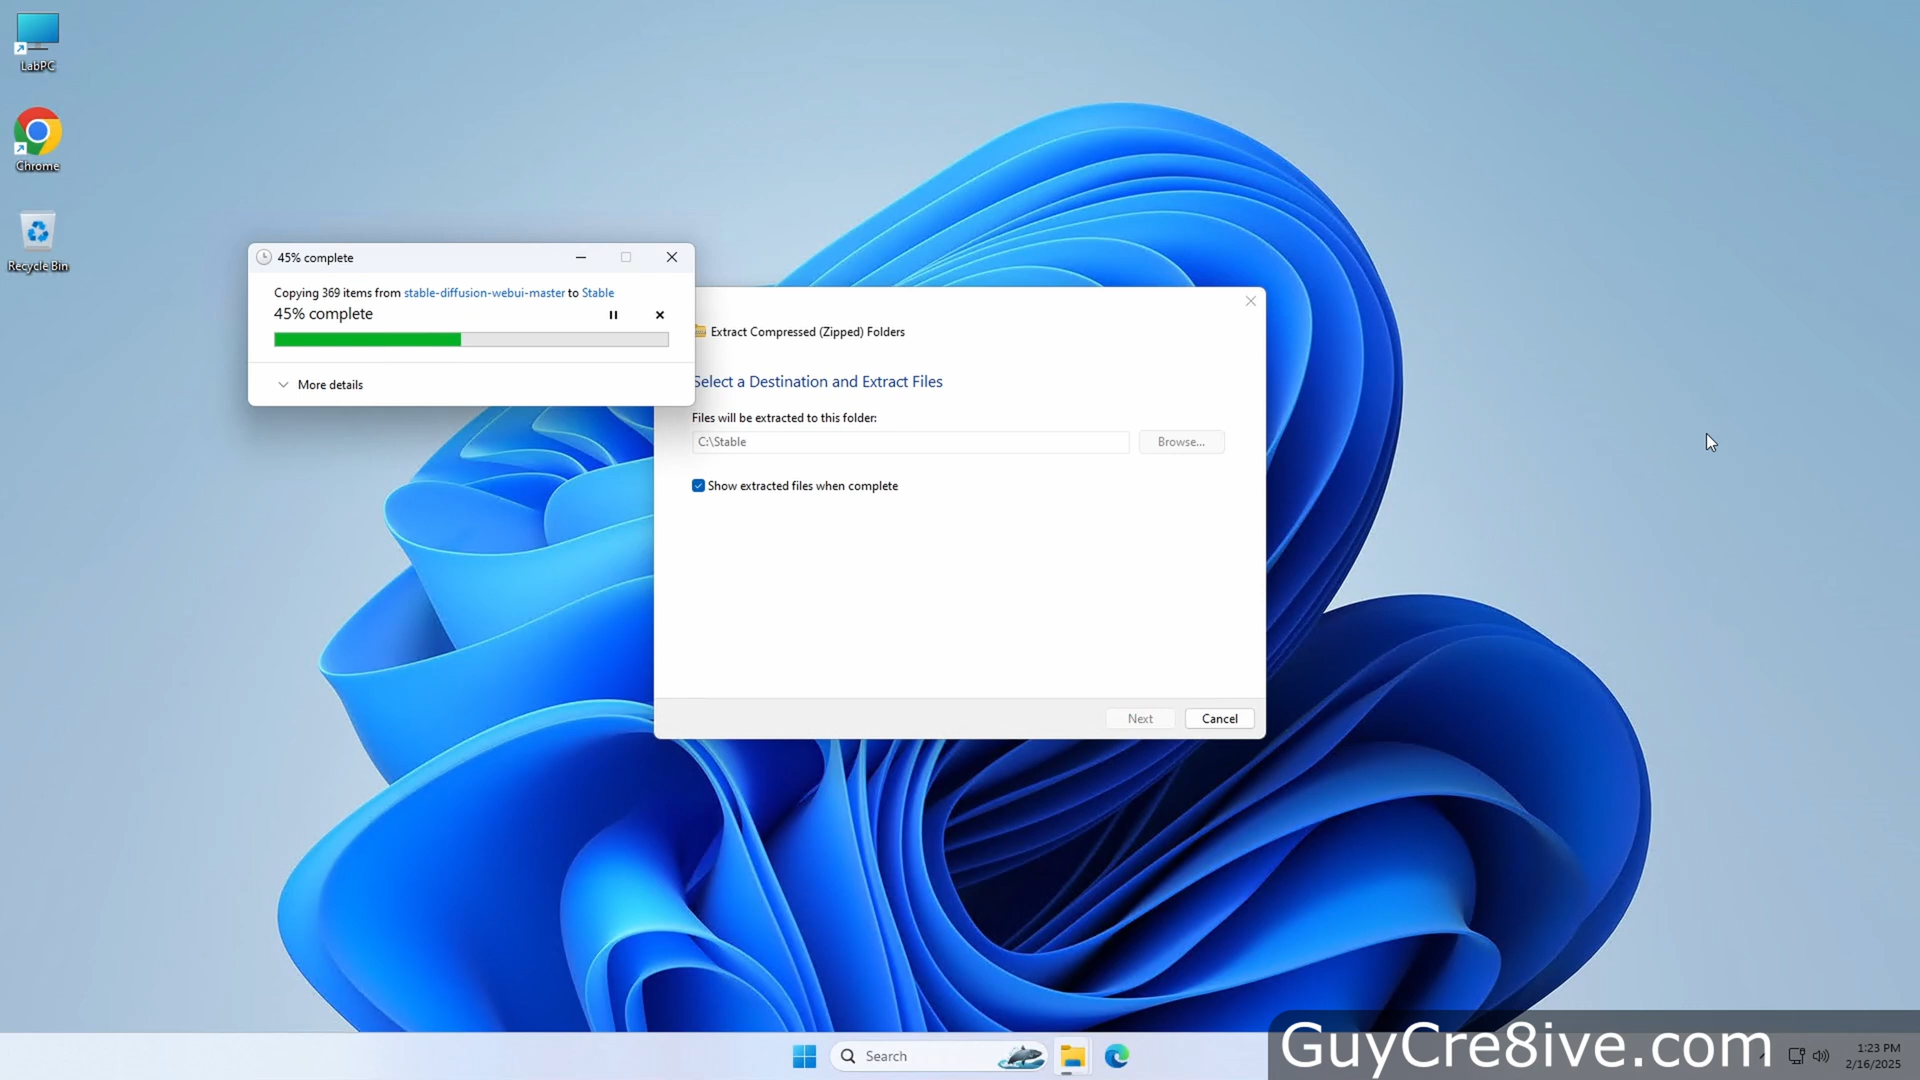 LabPC
Chrome
Recycle Bin
45% complete
Copying 369 items from stable-diffusion-webui-master to Stable
45% complete
More details
Extract Compressed (Zipped) Folders
Select a Destination and Extract Files
Files will be extracted to this folder:
C:\Stable
Browse...
Show extracted files when complete
Next
Cancel
Search
GuyCre8ive.com
1:23 PM
2/16/2025